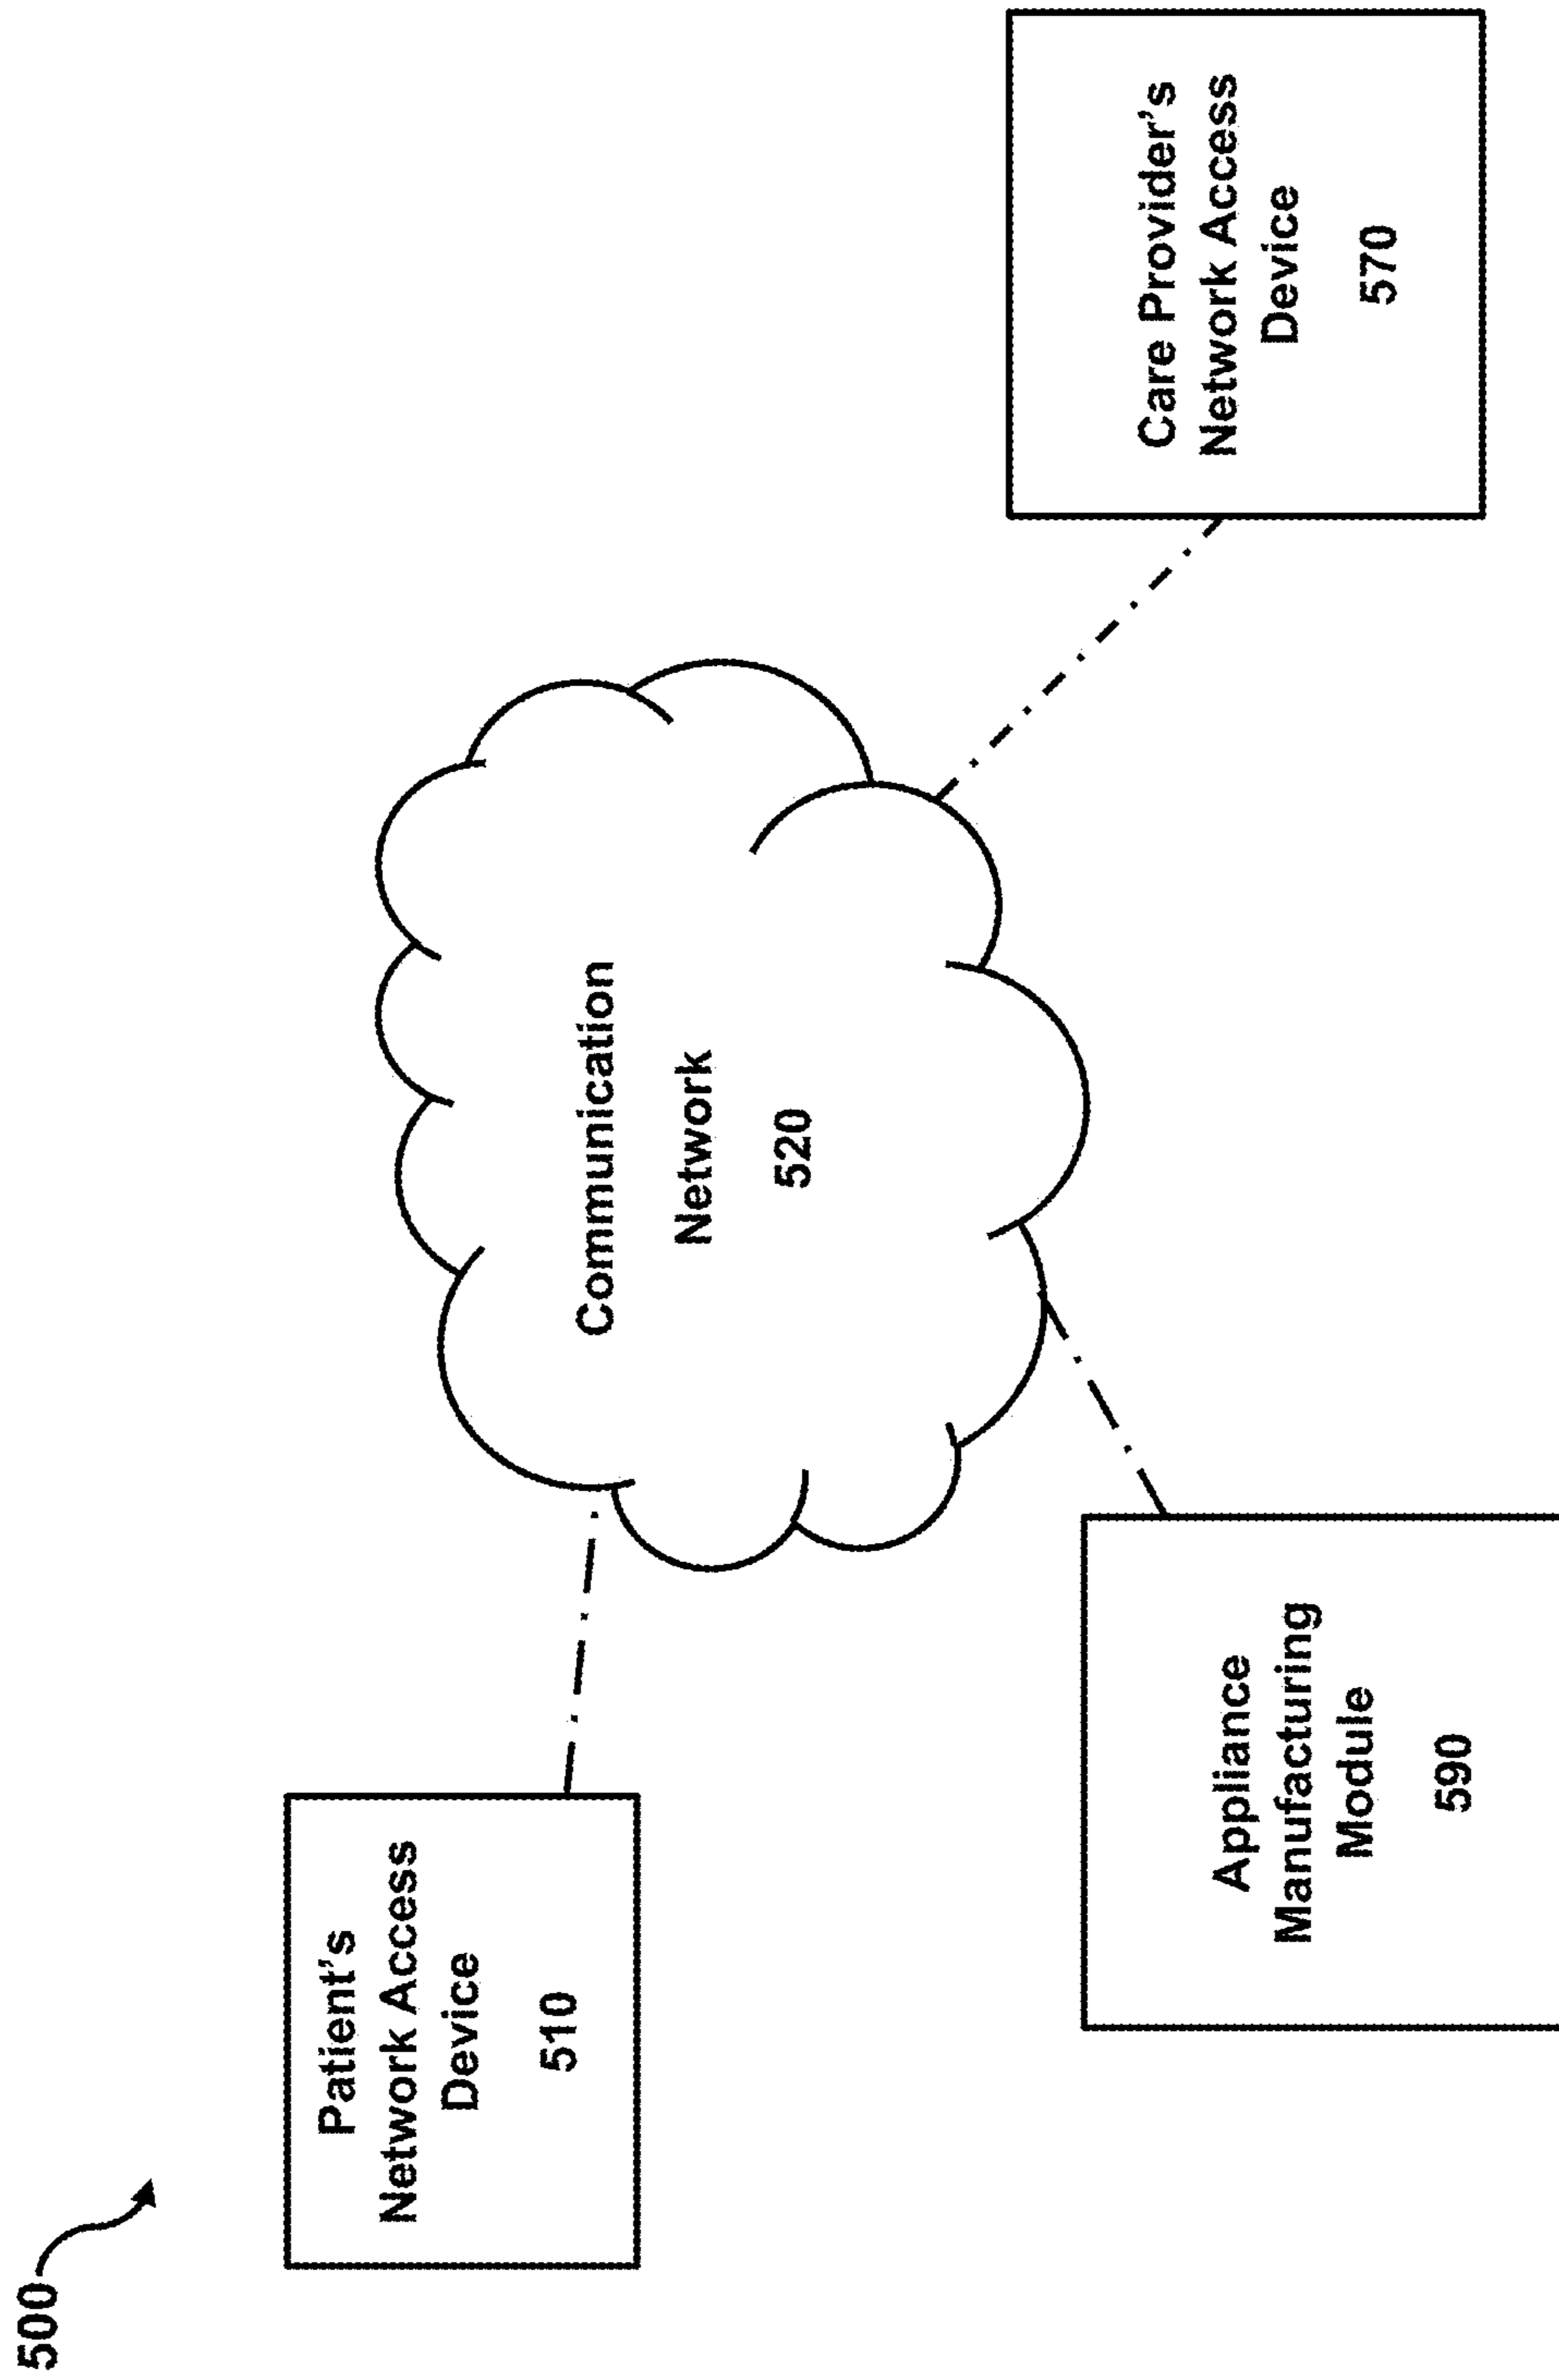 500
Patient's
Network Access
Device
510
Communication
Network
520
Care Provider's
Network Access
Device
570
Appliance
Manufacturing
Module
590